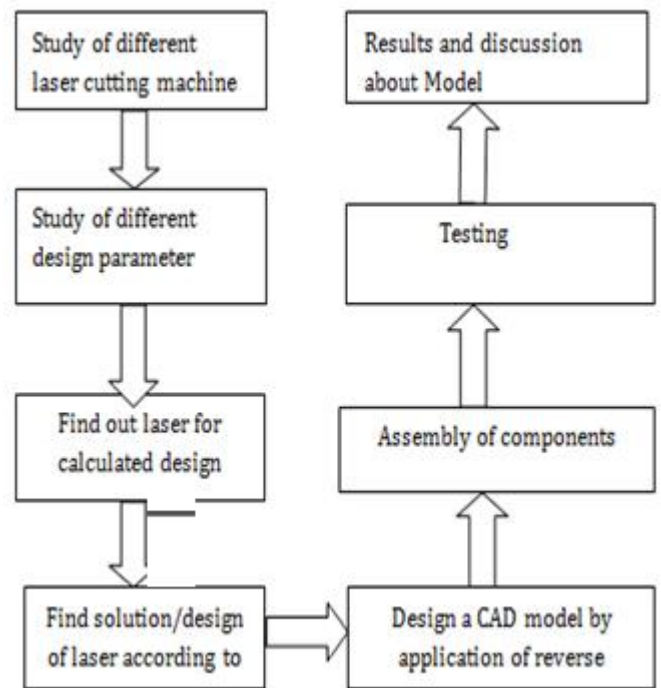 Study of different
laser cutting machine
Study of different
design parameter
Find out laser for
calculated design
Find solution/design
of laser according to
Design a CAD model by
application of reverse
Assembly of components
Testing
Results and discussion
about Model